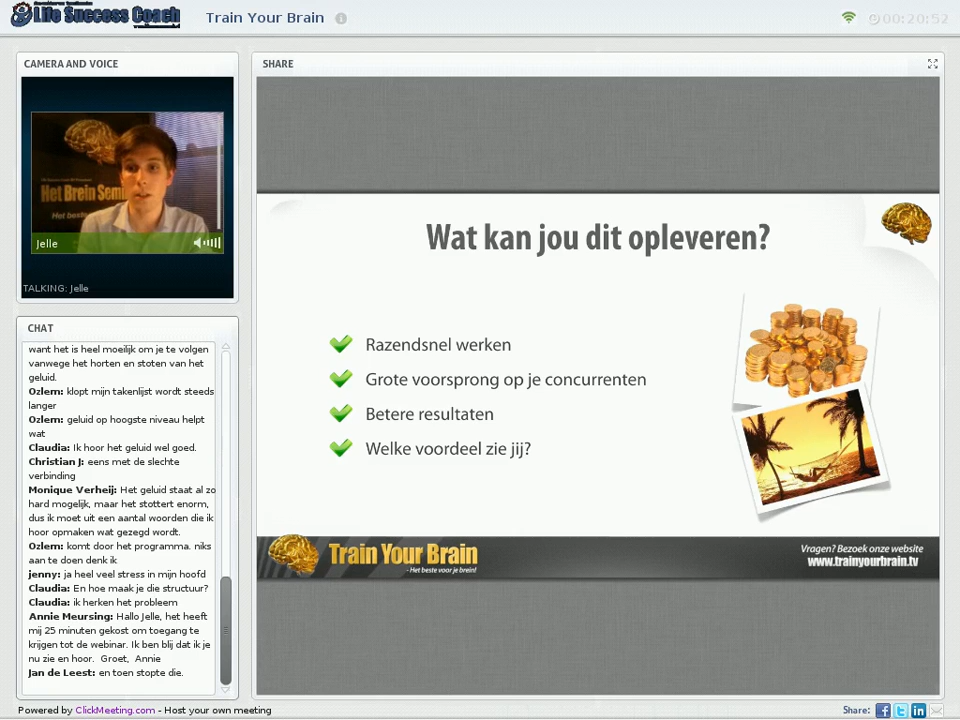 Life Success Coach
Train Your Brain
00:20:52
CAMERA AND VOICE
SHARE
Het Brein Sem
Jelle
TALKING: Jelle
CHAT
want het is heel moeilijk om je te volgen
vanwege het horten en stoten van het
geluid.
Ozlem: klopt mijn takenlijst wordt steeds
langer
Ozlem: geluid op hoogste niveau helpt
wat
Claudia: Ik hoor het geluid wel goed.
Christian J: eens met de slechte
verbinding
Monique Verheij: Het geluid staat al zo
hard mogelijk, maar het stottert enorm,
dus ik moet uit een aantal woorden die ik
hoor opmaken wat gezegd wordt.
Ozlem: komt door het programma. niks
aan te doen denk ik
jenny: ja heel veel stress in mijn hoofd
Claudia: En hoe maak je die structuur?
Claudia: ik herken het probleem
Annie Meursing: Hallo Jelle, het heeft
mij 25 minuten gekost om toegang te
krijgen tot de webinar. Ik ben blij dat ik je
nu zie en hoor. Groet, Annie
Jan de Leest: en toen stopte die.
Wat kan jou dit opleveren?
Razendsnel werken
Grote voorsprong op je concurrenten
Betere resultaten
Welke voordeel zie jij?
Train Your Brain
- Het beste voor je brein!
Vragen? Bezoek onze website
www.trainyourbrain.tv
Powered by ClickMeeting.com - Host your own meeting
Share: